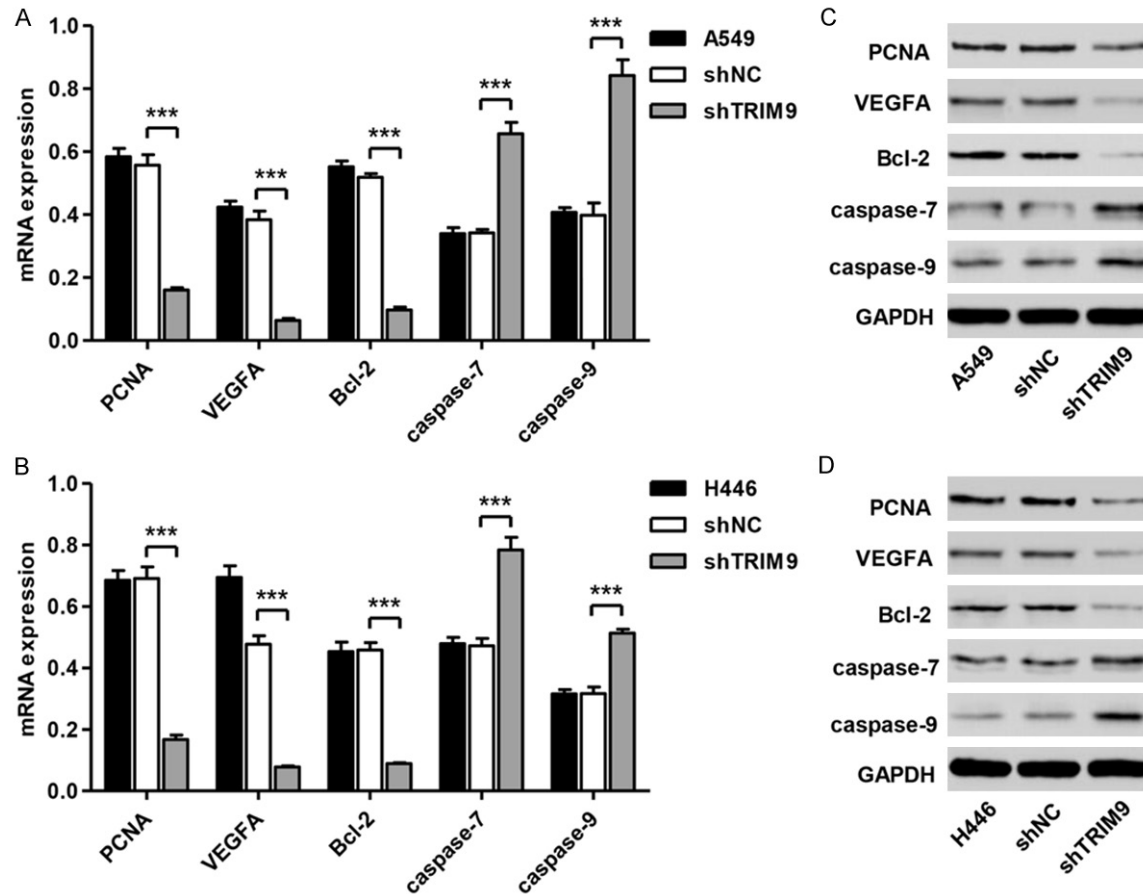 A
1.0
0.8
0.6
0.4
0.2
0.0
mRNA expression
***
***
***
***
***
A549
shNC
shTRIM9
PCNA
VEGFA
Bcl-2
caspase-7
caspase-9
C
PCNA
VEGFA
Bcl-2
caspase-7
caspase-9
GAPDH
A549
shNC
shTRIM9
B
1.0
0.8
0.6
0.4
0.2
0.0
mRNA expression
***
***
***
***
***
H446
shNC
shTRIM9
PCNA
VEGFA
Bcl-2
caspase-7
caspase-9
D
PCNA
VEGFA
Bcl-2
caspase-7
caspase-9
GAPDH
H446
shNC
shTRIM9